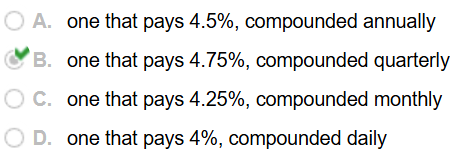 A. one that pays 4.5%, compounded annually
B. one that pays 4.75%, compounded quarterly
C. one that pays 4.25%, compounded monthly
D. one that pays 4%, compounded daily